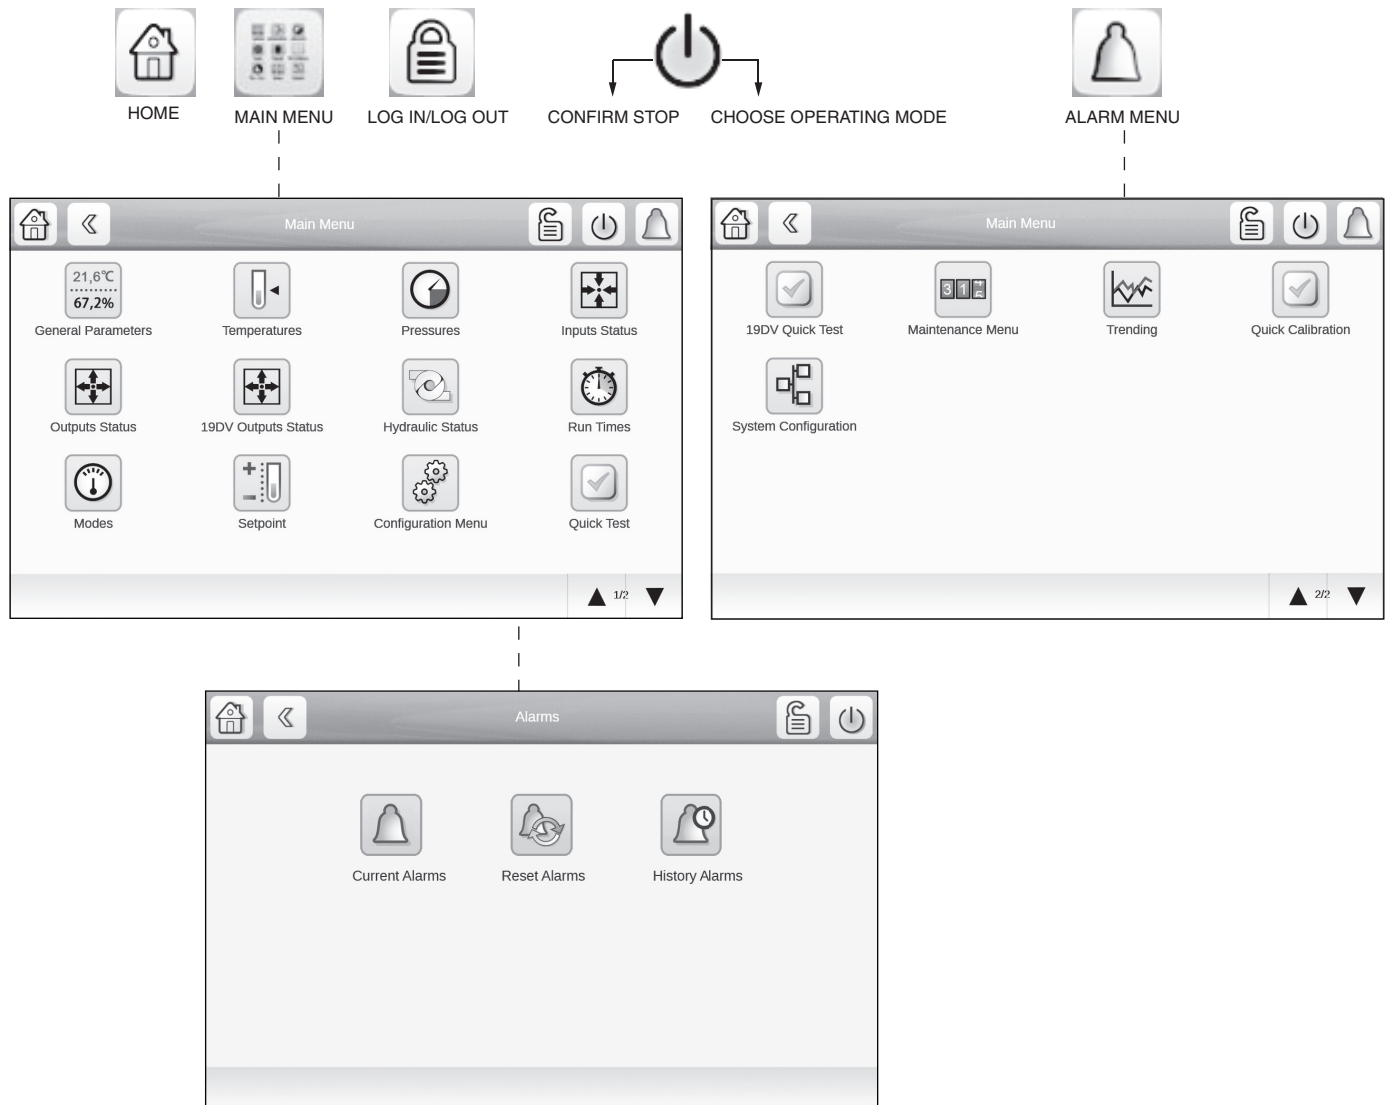 HOME
MAIN MENU
LOG IN/LOG OUT
CONFIRM STOP
CHOOSE OPERATING MODE
ALARM MENU
Main Menu
21,6°C
67,2%
General Parameters
Temperatures
Pressures
Inputs Status
Outputs Status
19DV Outputs Status
Hydraulic Status
Run Times
Modes
Setpoint
Configuration Menu
Quick Test
1/2
Main Menu
19DV Quick Test
Maintenance Menu
Trending
Quick Calibration
System Configuration
2/2
Alarms
Current Alarms
Reset Alarms
History Alarms